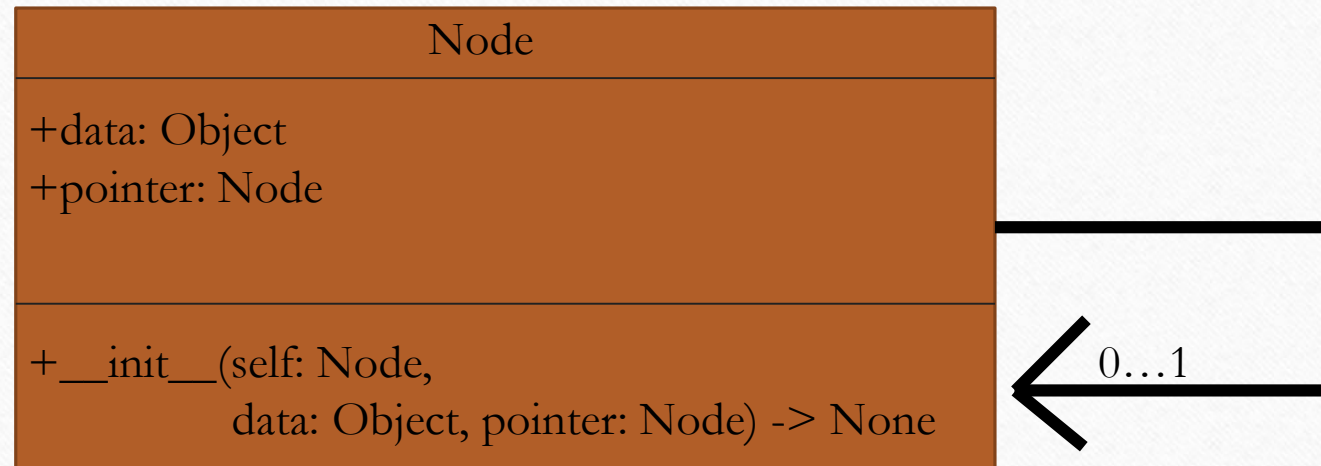 Node
+data: Object
+pointer: Node
+__init__(self: Node,
data: Object, pointer: Node) -> None
0…1